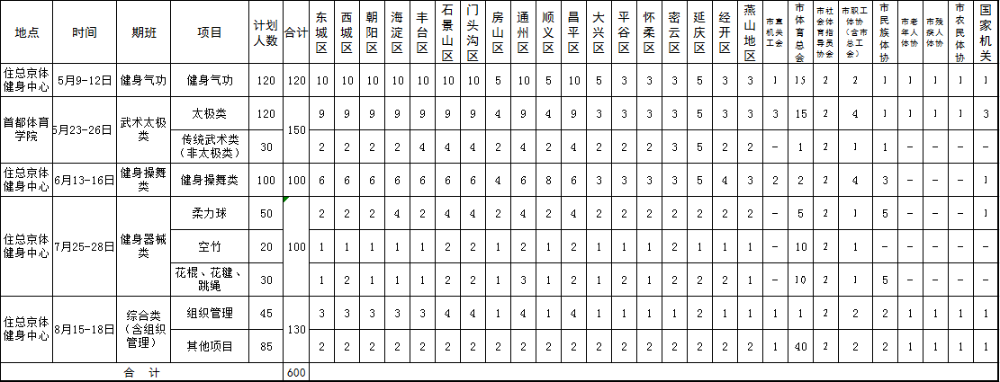 地点 时间 期班 项目 计划人数 合计 东城区 西城区 朝阳区 海淀区 丰台区 石景山区 门头沟区 房山区 通州区 顺义区 昌平区 大兴区 平谷区 怀柔区 密云区 延庆区 经开区 燕山地区 市直机关工会 市体育总会 市社会体育指导员协会 市职工体协（含市总工会） 市民族体协 市老年人体协 市残疾人体协 市农民体协 国家机关
住总京体健身中心 5月9-12日 健身气功 健身气功 120 120 10 10 10 10 10 10 10 5 10 5 10 5 3 3 3 5 3 3 1 15 2 2 1 1 1 1 1
首都体育学院 5月23-26日 武术太极类 太极类 120 150 9 9 9 9 9 9 9 4 9 4 9 3 3 3 3 5 3 3 3 15 2 4 1 1 1 1 3
传统武术类（非太极类） 30 2 2 2 2 4 4 4 2 4 2 4 2 2 2 3 5 2 2 - 1 2 1 1 - - - -
住总京体健身中心 6月13-16日 健身操舞类 健身操舞类 100 100 6 6 6 6 6 6 6 4 6 8 6 3 3 3 3 5 4 3 2 2 2 4 3 - - - 1
住总京体健身中心 7月25-28日 健身器械类 柔力球 50 100 2 2 2 4 2 4 4 2 4 2 4 2 2 2 2 2 2 2 - 5 2 1 5 - - - 1
空竹 20 1 1 1 1 1 2 2 1 2 1 2 1 1 1 2 1 1 1 - 10 2 1 - - - - -
花棍、花毽、跳绳 30 1 2 1 1 1 2 2 1 3 1 2 1 1 1 2 2 2 1 - 10 2 1 5 - - - -
住总京体健身中心 8月15-18日 综合类（含组织管理） 组织管理 45 130 3 3 3 3 3 4 4 1 4 1 4 1 1 1 1 2 1 1 1 1 2 2 2 1 1 1 1
其他项目 85 2 2 2 2 2 2 2 2 2 2 2 2 2 2 2 2 2 2 1 40 2 2 2 1 1 1 1
合 计 600